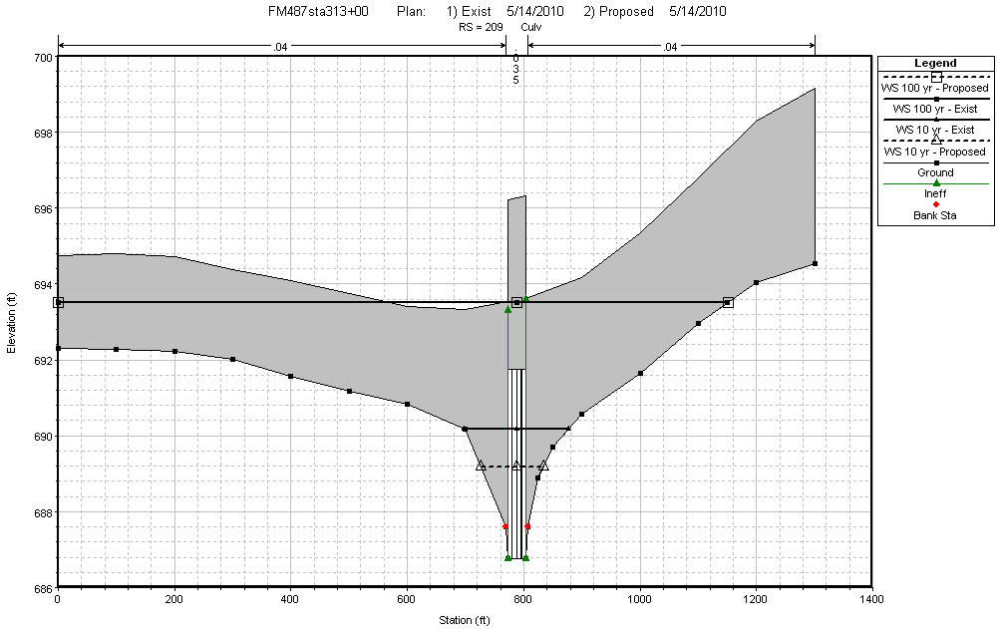 FM487sta313+00 Plan: 1) Exist 5/14/2010 2) Proposed 5/14/2010
RS = 209 Culv
.04
.035
.04
700
698
696
694
692
690
688
686
Elevation (ft)
0
200
400
600
800
1000
1200
1400
Station (ft)
Legend
WS 100 yr - Proposed
WS 100 yr - Exist
WS 10 yr - Exist
WS 10 yr - Proposed
Ground
Ineff
Bank Sta